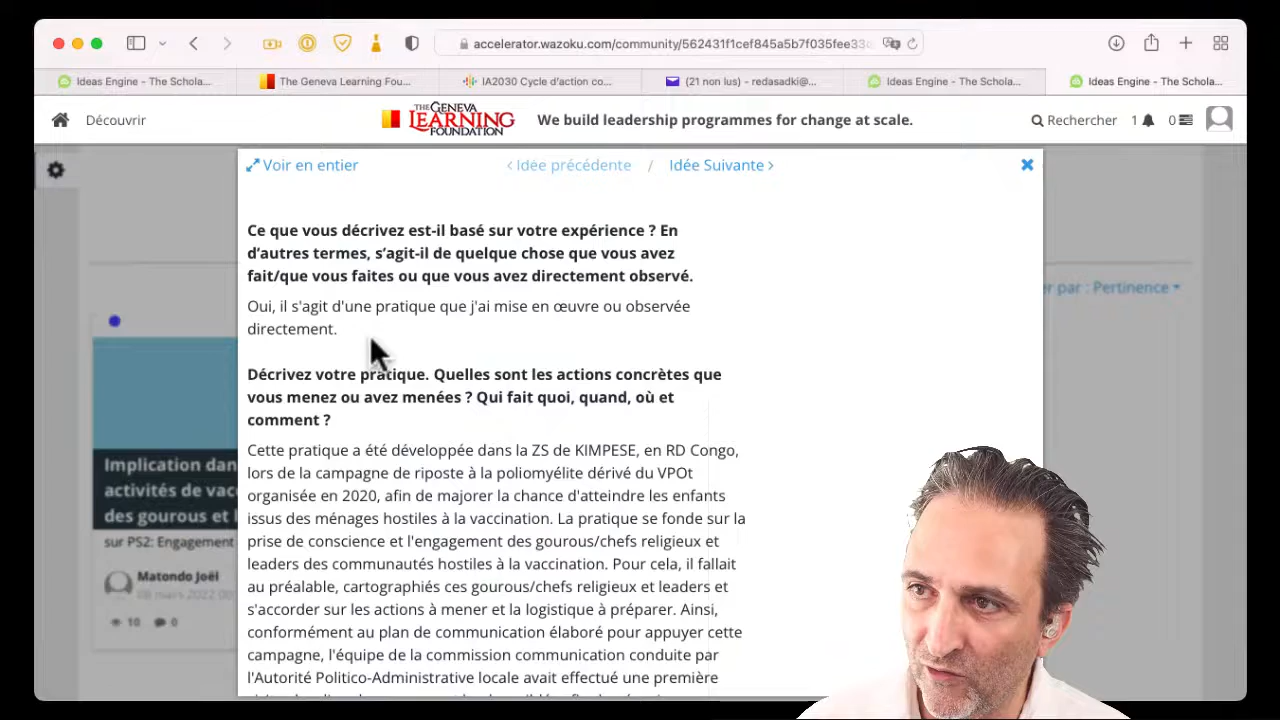 accelerator.wazoku.com/community/562431f1cef845a5b7f035fee33
Ideas Engine - The Schola...
The Geneva Learning Fou...
IA2030 Cycle d'action co...
(21 non lus) - redasadki@...
Ideas Engine - The Schola...
Ideas Engine - The Schola...
Découvrir
THE GENEVA LEARNING FOUNDATION
We build leadership programmes for change at scale.
Rechercher
1
0
Voir en entier
Idée précédente / Idée Suivante
Ce que vous décrivez est-il basé sur votre expérience ? En
d'autres termes, s'agit-il de quelque chose que vous avez
fait/que vous faites ou que vous avez directement observé.
Oui, il s'agit d'une pratique que j'ai mise en œuvre ou observée
directement.
Décrivez votre pratique. Quelles sont les actions concrètes que
vous menez ou avez menées ? Qui fait quoi, quand, où et
comment ?
Cette pratique a été développée dans la ZS de KIMPESE, en RD Congo,
lors de la campagne de riposte à la poliomyélite dérivé du VPOt
organisée en 2020, afin de majorer la chance d'atteindre les enfants
issus des ménages hostiles à la vaccination. La pratique se fonde sur la
prise de conscience et l'engagement des gourous/chefs religieux et
leaders des communautés hostiles à la vaccination. Pour cela, il fallait
au préalable, cartographiés ces gourous/chefs religieux et leaders et
s'accorder sur les actions à mener et la logistique à préparer. Ainsi,
conformément au plan de communication élaboré pour appuyer cette
campagne, l'équipe de la commission communication conduite par
l'Autorité Politico-Administrative locale avait effectué une première
er par : Pertinence
Implication dan
activités de vac
des gourous et l
sur PS2: Engagement
Matondo Joël
08 mars 2022
10
0